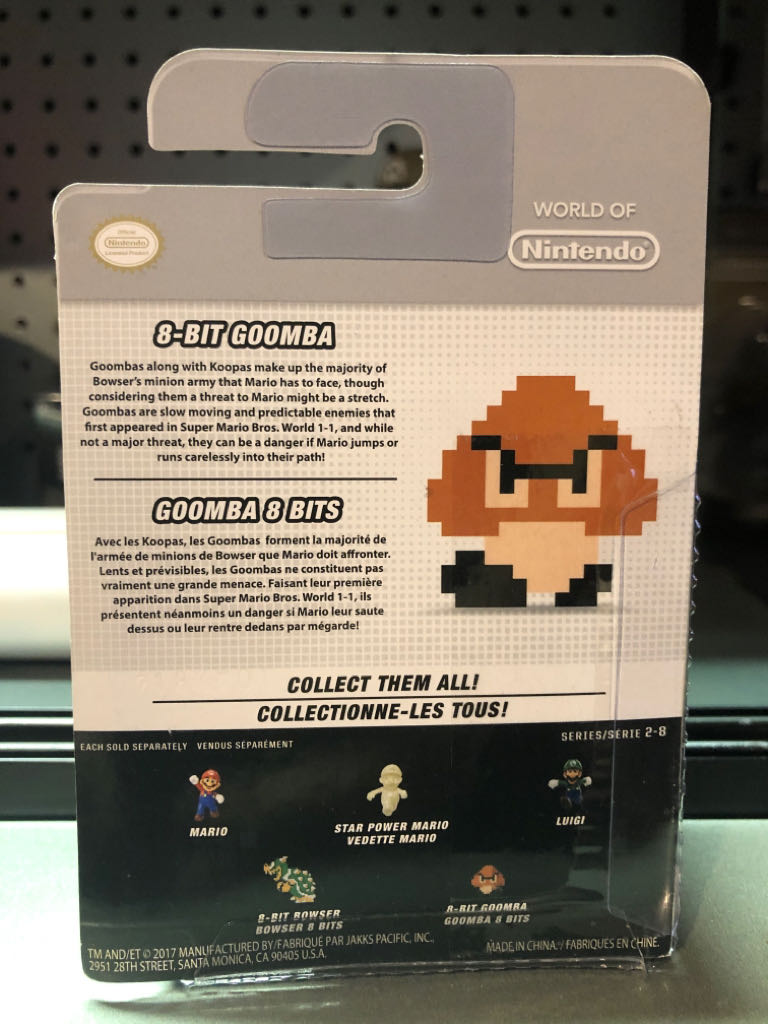 WORLD OF
Nintendo®
Official
Nintendo
Licensed Product
8-BIT GOOMBA
Goombas along with Koopas make up the majority of
Bowser's minion army that Mario has to face, though
considering them a threat to Mario might be a stretch.
Goombas are slow moving and predictable enemies that
first appeared in Super Mario Bros. World 1-1, and while
not a major threat, they can be a danger if Mario jumps or
runs carelessly into their path!
GOOMBA 8 BITS
Avec les Koopas, les Goombas forment la majorité de
l'armée de minions de Bowser que Mario doit affronter.
Lents et prévisibles, les Goombas ne constituent pas
vraiment une grande menace. Faisant leur première
apparition dans Super Mario Bros. World 1-1, ils
présentent néanmoins un danger si Mario leur saute
dessus ou leur rentre dedans par mégarde!
COLLECT THEM ALL!
COLLECTIONNE-LES TOUS!
EACH SOLD SEPARATELY VENDUS SÉPARÉMENT
SERIES/SÉRIE 2-8
MARIO
STAR POWER MARIO
VEDETTE MARIO
LUIGI
8-BIT BOWSER
BOWSER 8 BITS
8-BIT GOOMBA
GOOMBA 8 BITS
TM AND/ET © 2017 MANUFACTURED BY/FABRIQUÉ PAR JAKKS PACIFIC, INC.,
2951 28TH STREET, SANTA MONICA, CA 90405 U.S.A.
MADE IN CHINA./ FABRIQUES EN CHINE.